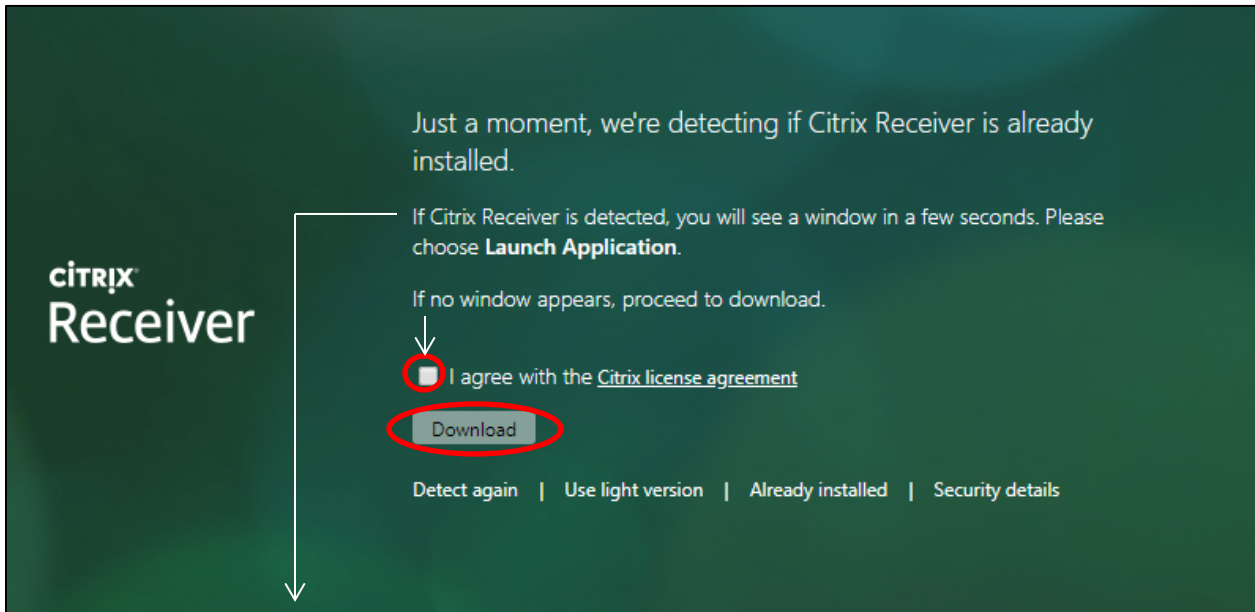 Just a moment, we're detecting if Citrix Receiver is already
installed.
If Citrix Receiver is detected, you will see a window in a few seconds. Please
choose Launch Application.
CİTRIX
Receiver
If no window appears, proceed to download.
I agree with the Citrix license agreement
Download
Detect again | Use light version | Already installed | Security details